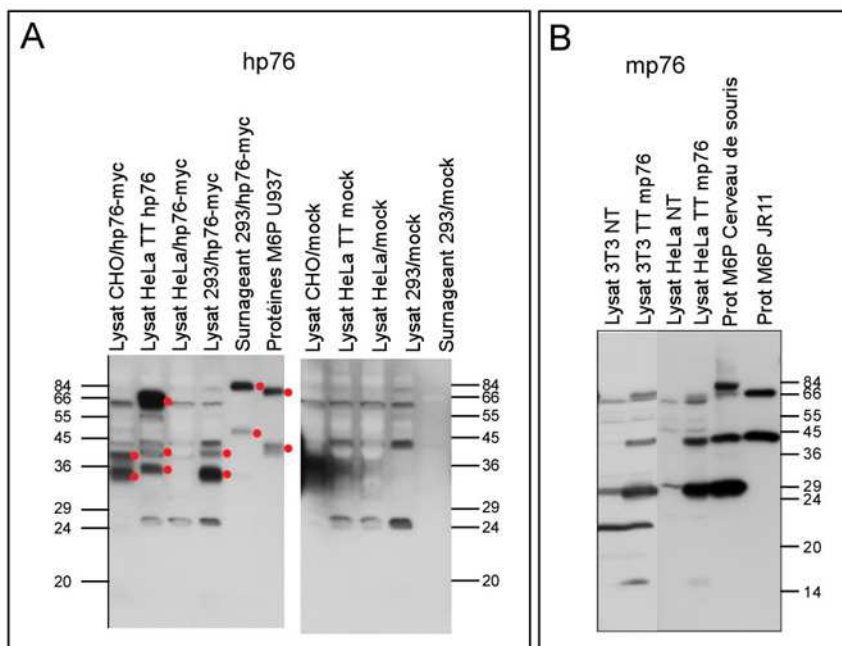 A
hp76
Lysat CHO/hp76-myc
Lysat HeLa TT hp76
Lysat HeLa/hp76-myc
Lysat 293/hp76-myc
Surnageant 293/hp76-myc
Protéines M6P U937
Lysat CHO/mock
Lysat HeLa TT mock
Lysat HeLa/mock
Lysat 293/mock
Surnageant 293/mock
84
66
55
45
36
29
24
20
84
66
55
45
36
29
24
20
B
mp76
Lysat 3T3 NT
Lysat 3T3 TT mp76
Lysat HeLa NT
Lysat HeLa TT mp76
Prot M6P Cerveau de souris
Prot M6P JR11
84
66
55
45
36
29
24
20
14